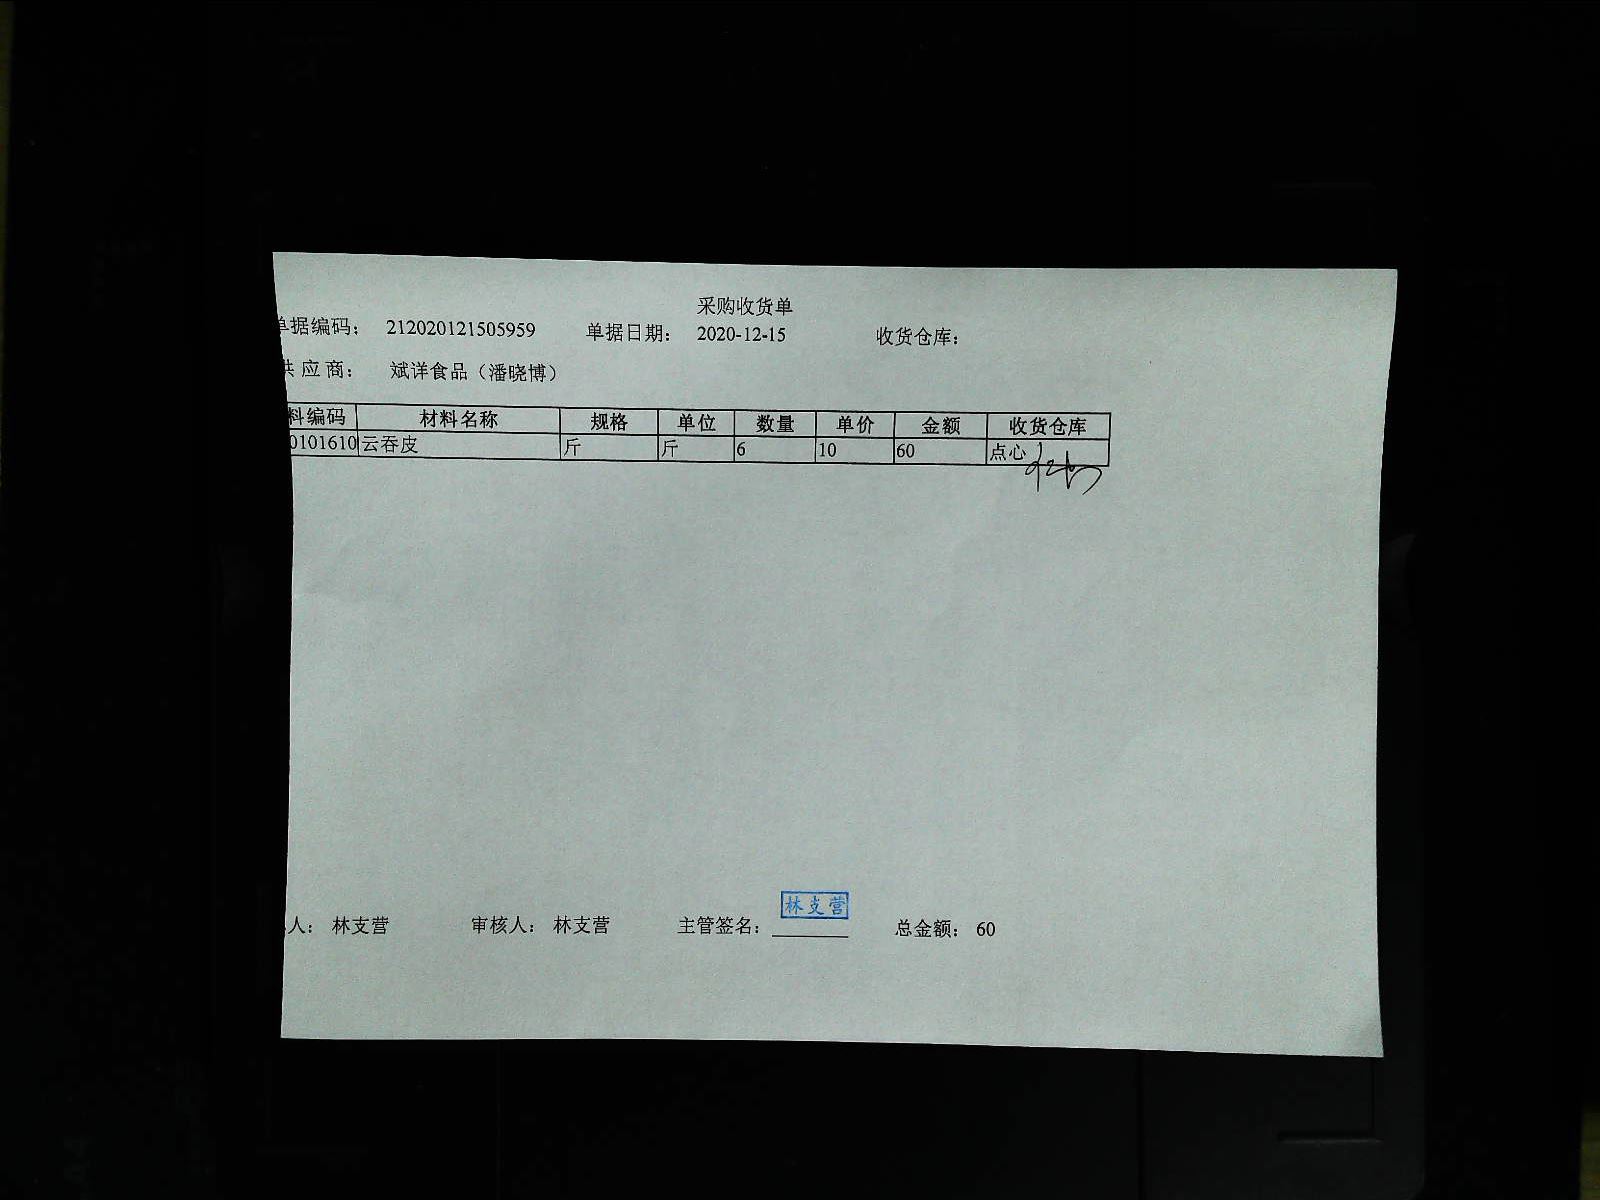 采购收货单
单据编码： 212020121505959 单据日期： 2020-12-15 收货仓库：
供 应 商： 斌洋食品（潘晓博）
料编码 材料名称 规格 单位 数量 单价 金额 收货仓库
0101610 云吞皮 斤 斤 6 10 60 点心
林支营
人： 林支营 审核人： 林支营 主管签名： 总金额： 60